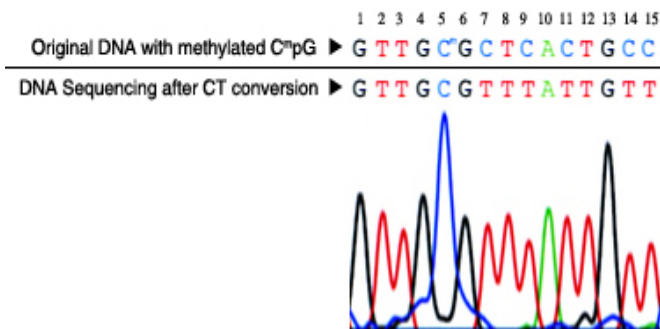 1 2 3 4 5 6 7 8 9 10 11 12 13 14 15
Original DNA with methylated CᵐpG ▶ G T T G Cᵐ G C T C A C T G C C
DNA Sequencing after CT conversion ▶ G T T G C G T T T A T T G T T